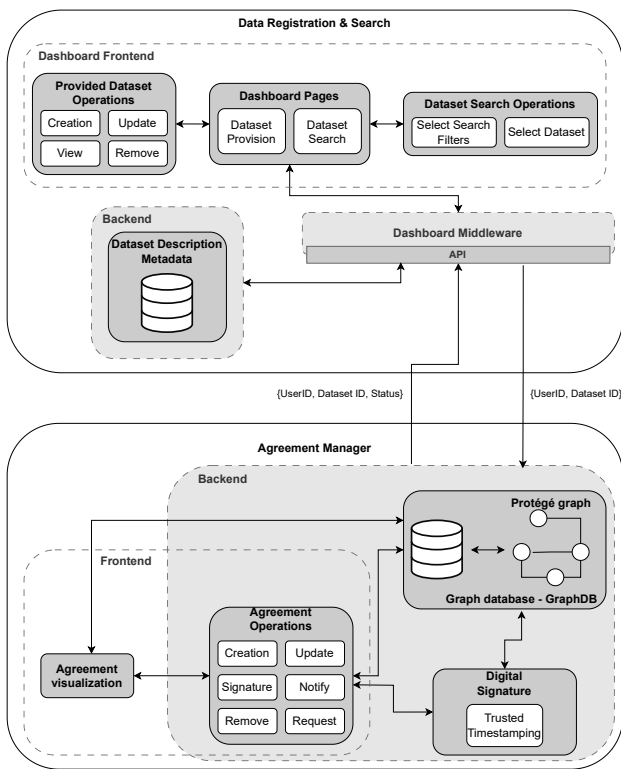 Data Registration & Search
Dashboard Frontend
Provided Dataset
Operations
Creation
Update
View
Remove
Dashboard Pages
Dataset
Provision
Dataset
Search
Dataset Search Operations
Select Search
Filters
Select Dataset
Backend
Dataset Description
Metadata
Dashboard Middleware
API
{UserID, Dataset ID, Status}
{UserID, Dataset ID}
Agreement Manager
Backend
Protégé graph
Graph database - GraphDB
Frontend
Agreement
Operations
Creation
Update
Signature
Notify
Remove
Request
Agreement
visualization
Digital
Signature
Trusted
Timestamping